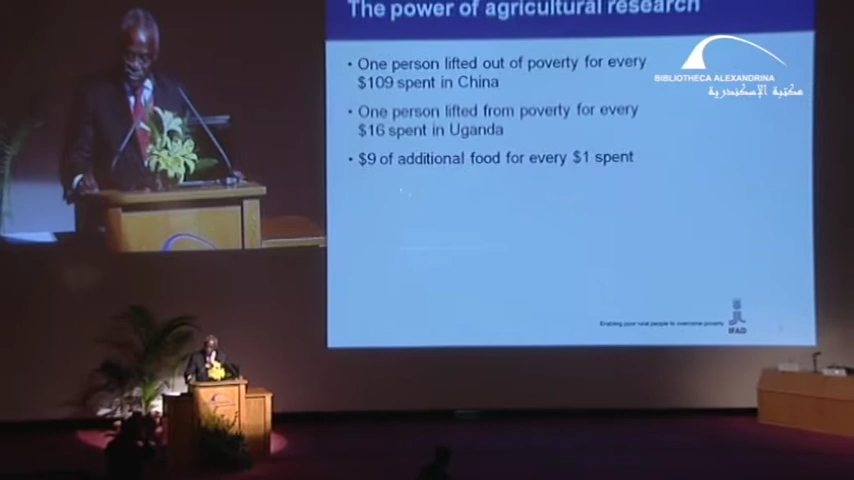 The power of agricultural research
• One person lifted out of poverty for every
$109 spent in China
• One person lifted from poverty for every
$16 spent in Uganda
• $9 of additional food for every $1 spent
BIBLIOTHECA ALEXANDRINA
مكتبة الإسكندرية
Enabling poor rural people to overcome poverty
IFAD